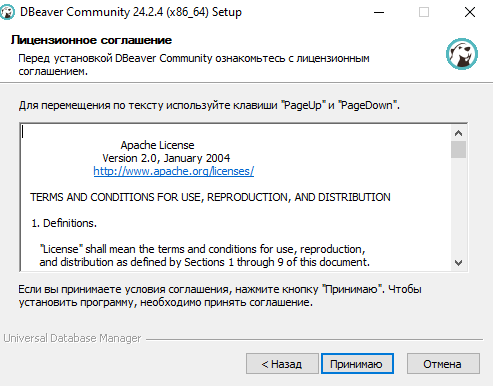 DBeaver Community 24.2.4 (x86_64) Setup
Лицензионное соглашение
Перед установкой DBeaver Community ознакомьтесь с лицензионным
соглашением.
Для перемещения по тексту используйте клавиши "PageUp" и "PageDown".
Apache License
Version 2.0, January 2004
http://www.apache.org/licenses/
TERMS AND CONDITIONS FOR USE, REPRODUCTION, AND DISTRIBUTION
1. Definitions.
"License" shall mean the terms and conditions for use, reproduction,
and distribution as defined by Sections 1 through 9 of this document.
Если вы принимаете условия соглашения, нажмите кнопку "Принимаю". Чтобы
установить программу, необходимо принять соглашение.
Universal Database Manager
< Назад Принимаю Отмена